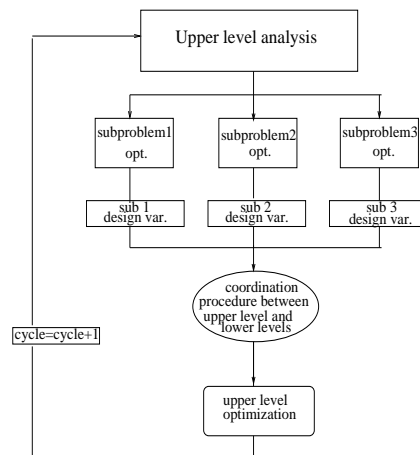 Upper level analysis
subproblem1
opt.
subproblem2
opt.
subproblem3
opt.
sub 1
design var.
sub 2
design var.
sub 3
design var.
coordination
procedure between
upper level and
lower levels
cycle=cycle+1
upper level
optimization